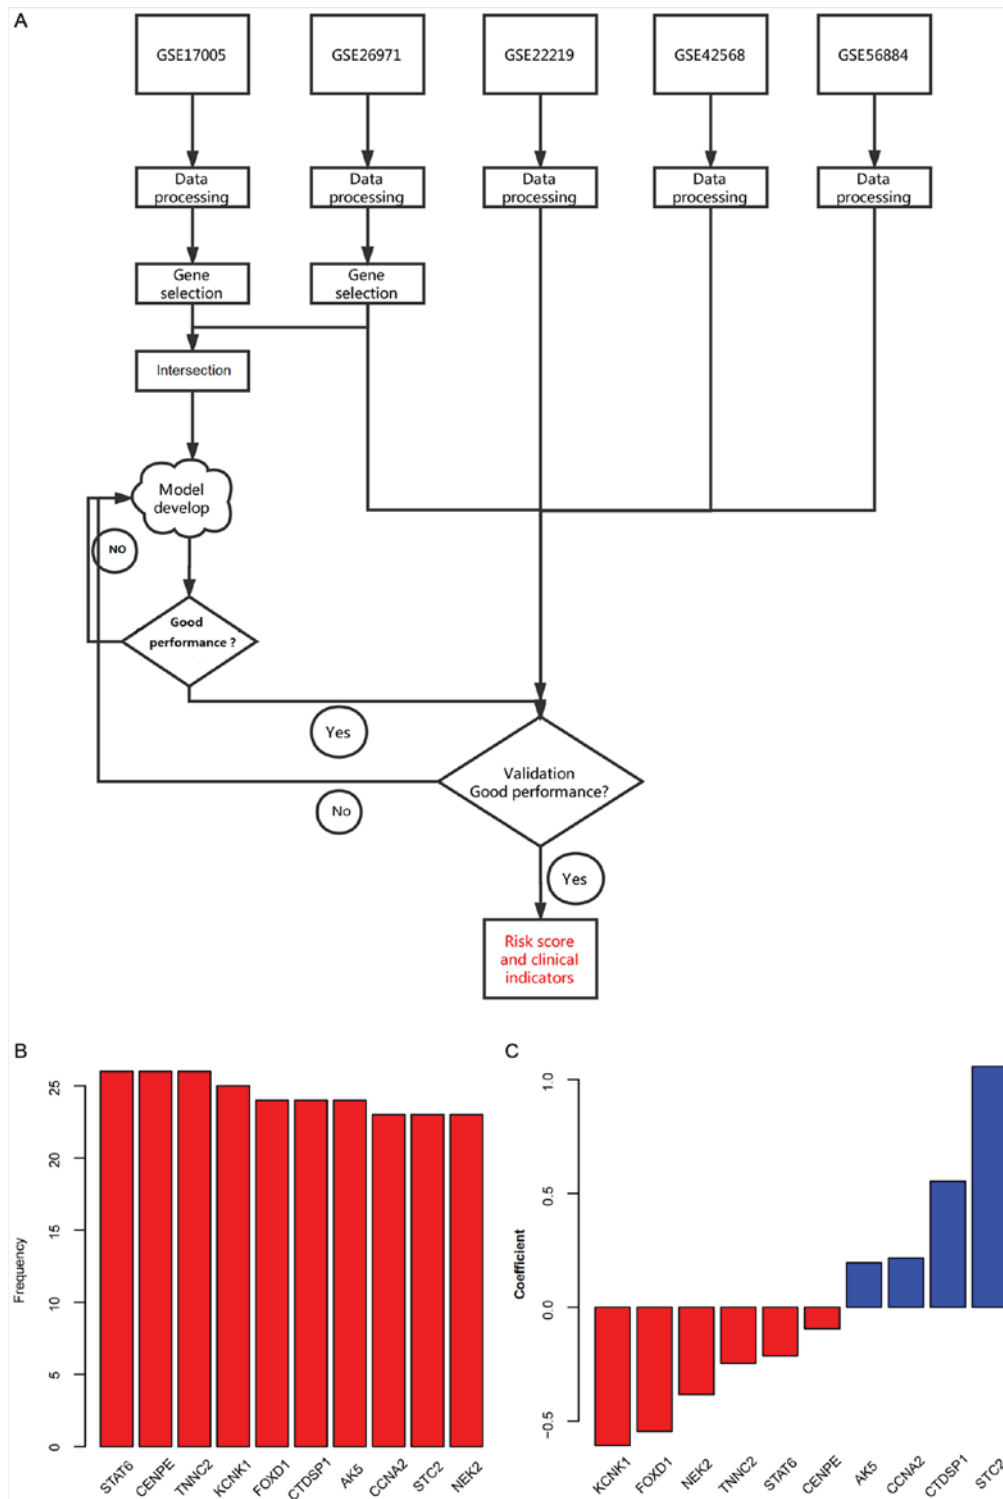 A
GSE17005
GSE26971
GSE22219
GSE42568
GSE56884
Data
processing
Data
processing
Data
processing
Data
processing
Data
processing
Gene
selection
Gene
selection
Intersection
Model
develop
NO
Good
performance ?
Yes
Validation
Good performance?
No
Yes
Risk score
and clinical
indicators
B
Frequency
25
20
15
10
5
0
STAT6
CENPE
TNNC2
KCNK1
FOXD1
CTDSP1
AK5
CCNA2
STC2
NEK2
C
Coefficient
1.0
0.5
0.0
−0.5
KCNK1
FOXD1
NEK2
TNNC2
STAT6
CENPE
AK5
CCNA2
CTDSP1
STC2